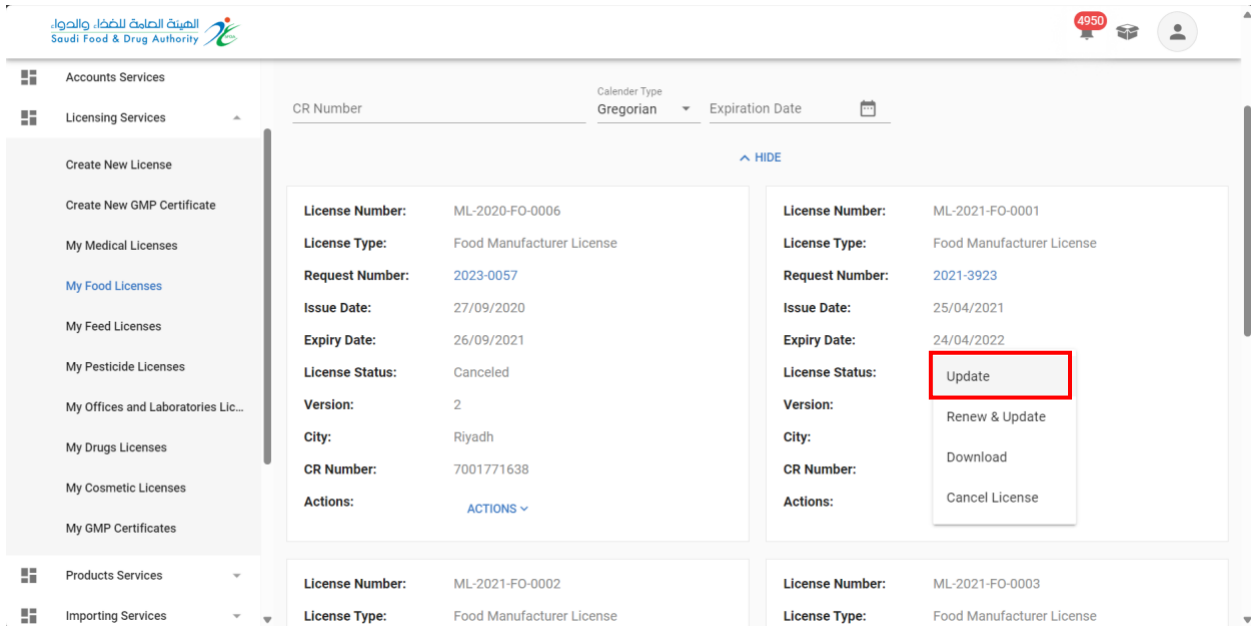 الهيئة العامة للغذاء والدواء
Saudi Food & Drug Authority
4950
Accounts Services
Licensing Services
Create New License
Create New GMP Certificate
My Medical Licenses
My Food Licenses
My Feed Licenses
My Pesticide Licenses
My Offices and Laboratories Lic...
My Drugs Licenses
My Cosmetic Licenses
My GMP Certificates
Products Services
Importing Services
CR Number
Calender Type
Gregorian
Expiration Date
HIDE
License Number: ML-2020-FO-0006
License Type: Food Manufacturer License
Request Number: 2023-0057
Issue Date: 27/09/2020
Expiry Date: 26/09/2021
License Status: Canceled
Version: 2
City: Riyadh
CR Number: 7001771638
Actions: ACTIONS
License Number: ML-2021-FO-0001
License Type: Food Manufacturer License
Request Number: 2021-3923
Issue Date: 25/04/2021
Expiry Date: 24/04/2022
License Status:
Version:
City:
CR Number:
Actions:
Update
Renew & Update
Download
Cancel License
License Number: ML-2021-FO-0002
License Type: Food Manufacturer License
License Number: ML-2021-FO-0003
License Type: Food Manufacturer License